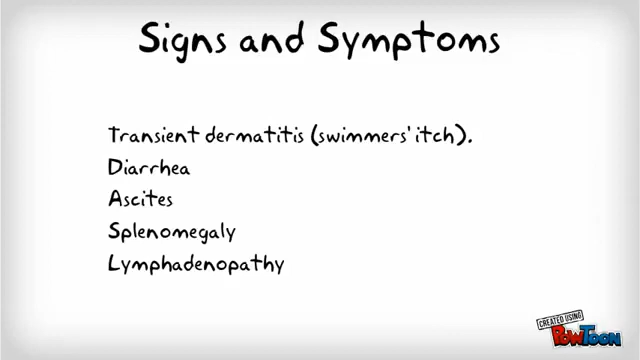 Signs and Symptoms
Transient dermatitis (swimmers' itch).
Diarrhea
Ascites
Splenomegaly
Lymphadenopathy
CREATED USING
POWTOON